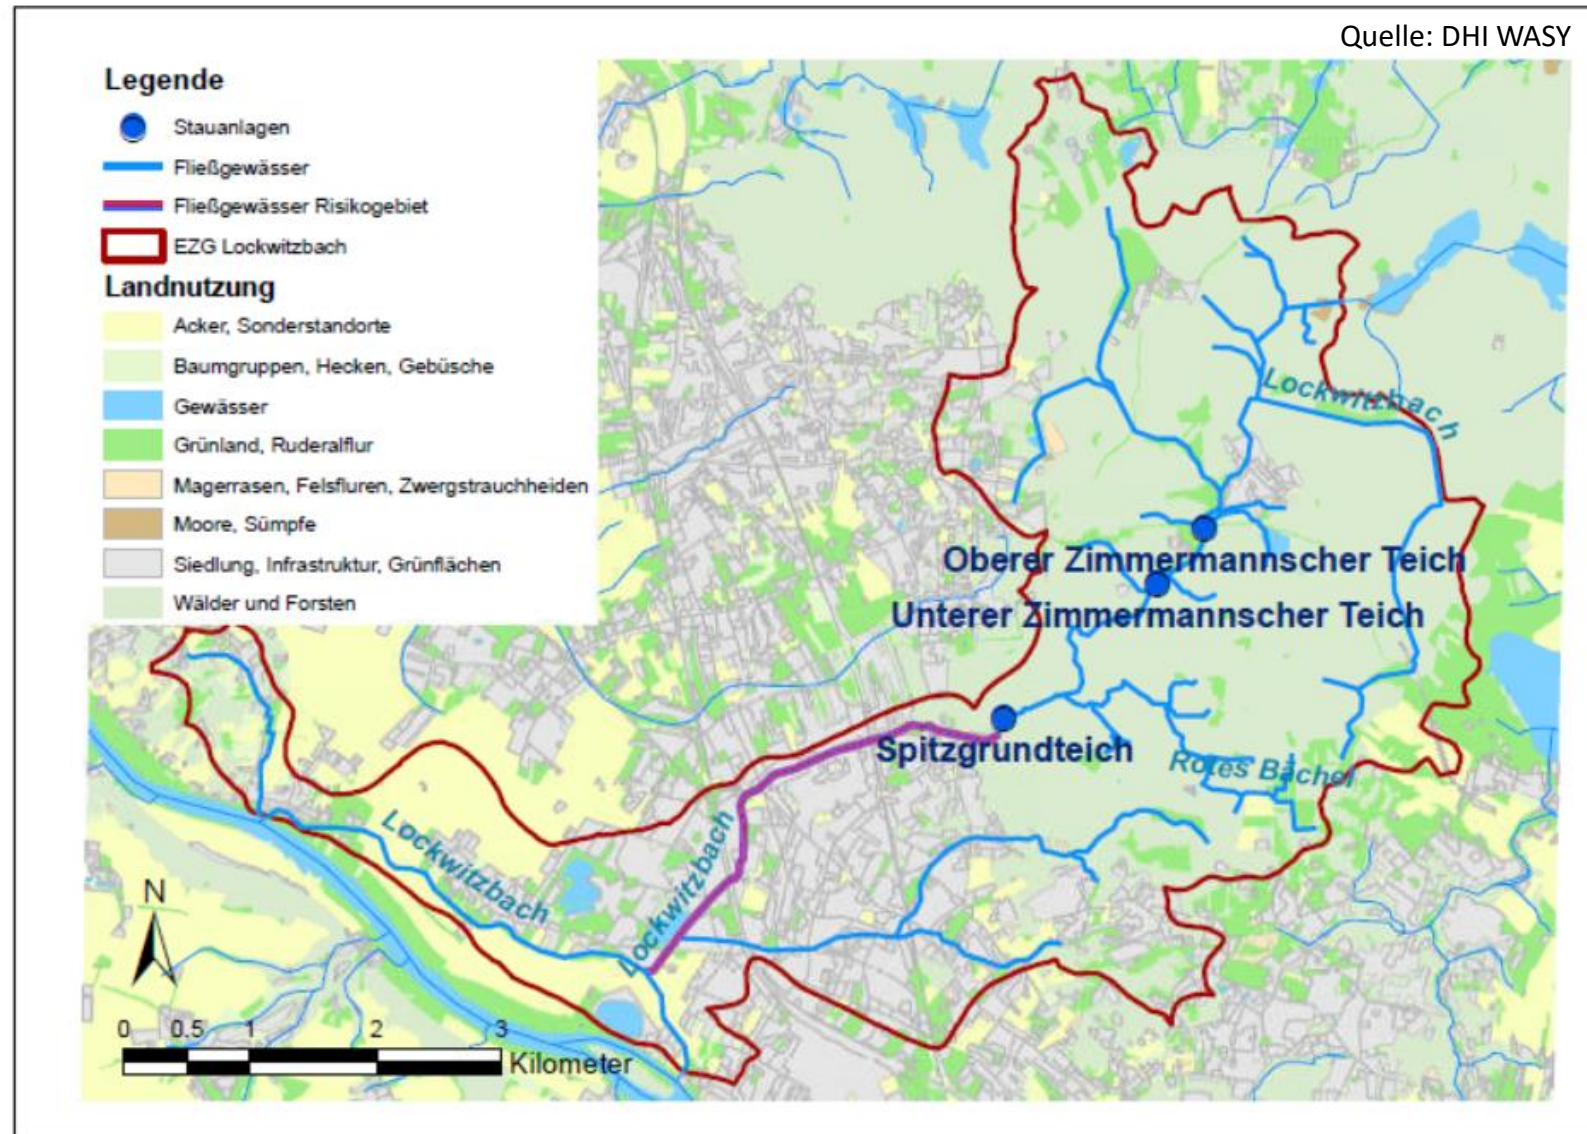 Quelle: DHI WASY
Legende
Stauanlagen
Fließgewässer
Fließgewässer Risikogebiet
EZG Lockwitzbach
Landnutzung
Acker, Sonderstandorte
Baumgruppen, Hecken, Gebüsche
Gewässer
Grünland, Ruderalflur
Magerrasen, Felsfluren, Zwergstrauchheiden
Moore, Sümpfe
Siedlung, Infrastruktur, Grünflächen
Wälder und Forsten
Lockwitzbach
Oberer Zimmermannscher Teich
Unterer Zimmermannscher Teich
Spitzgrundteich
Rotes Bächel
Lockwitzbach
Lockwitzbach
N
0 0.5 1 2 3
Kilometer